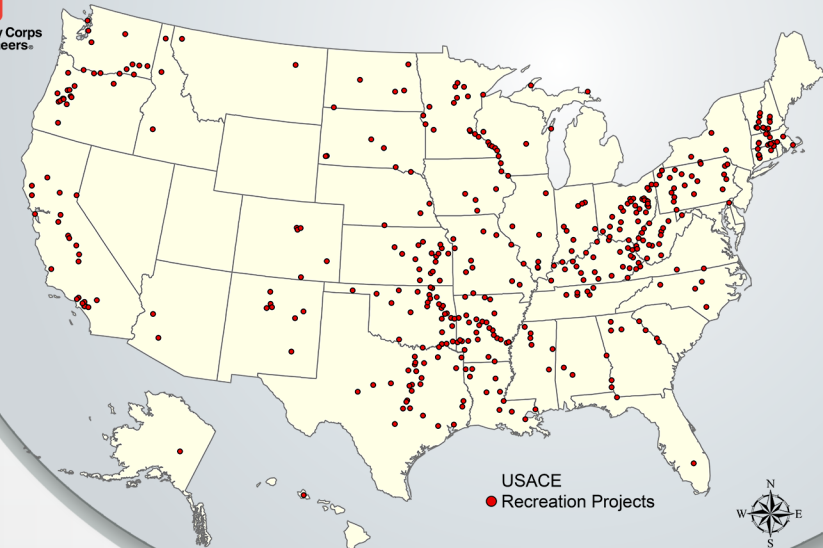 y Corps
eers®
USACE
Recreation Projects
N
W E
S